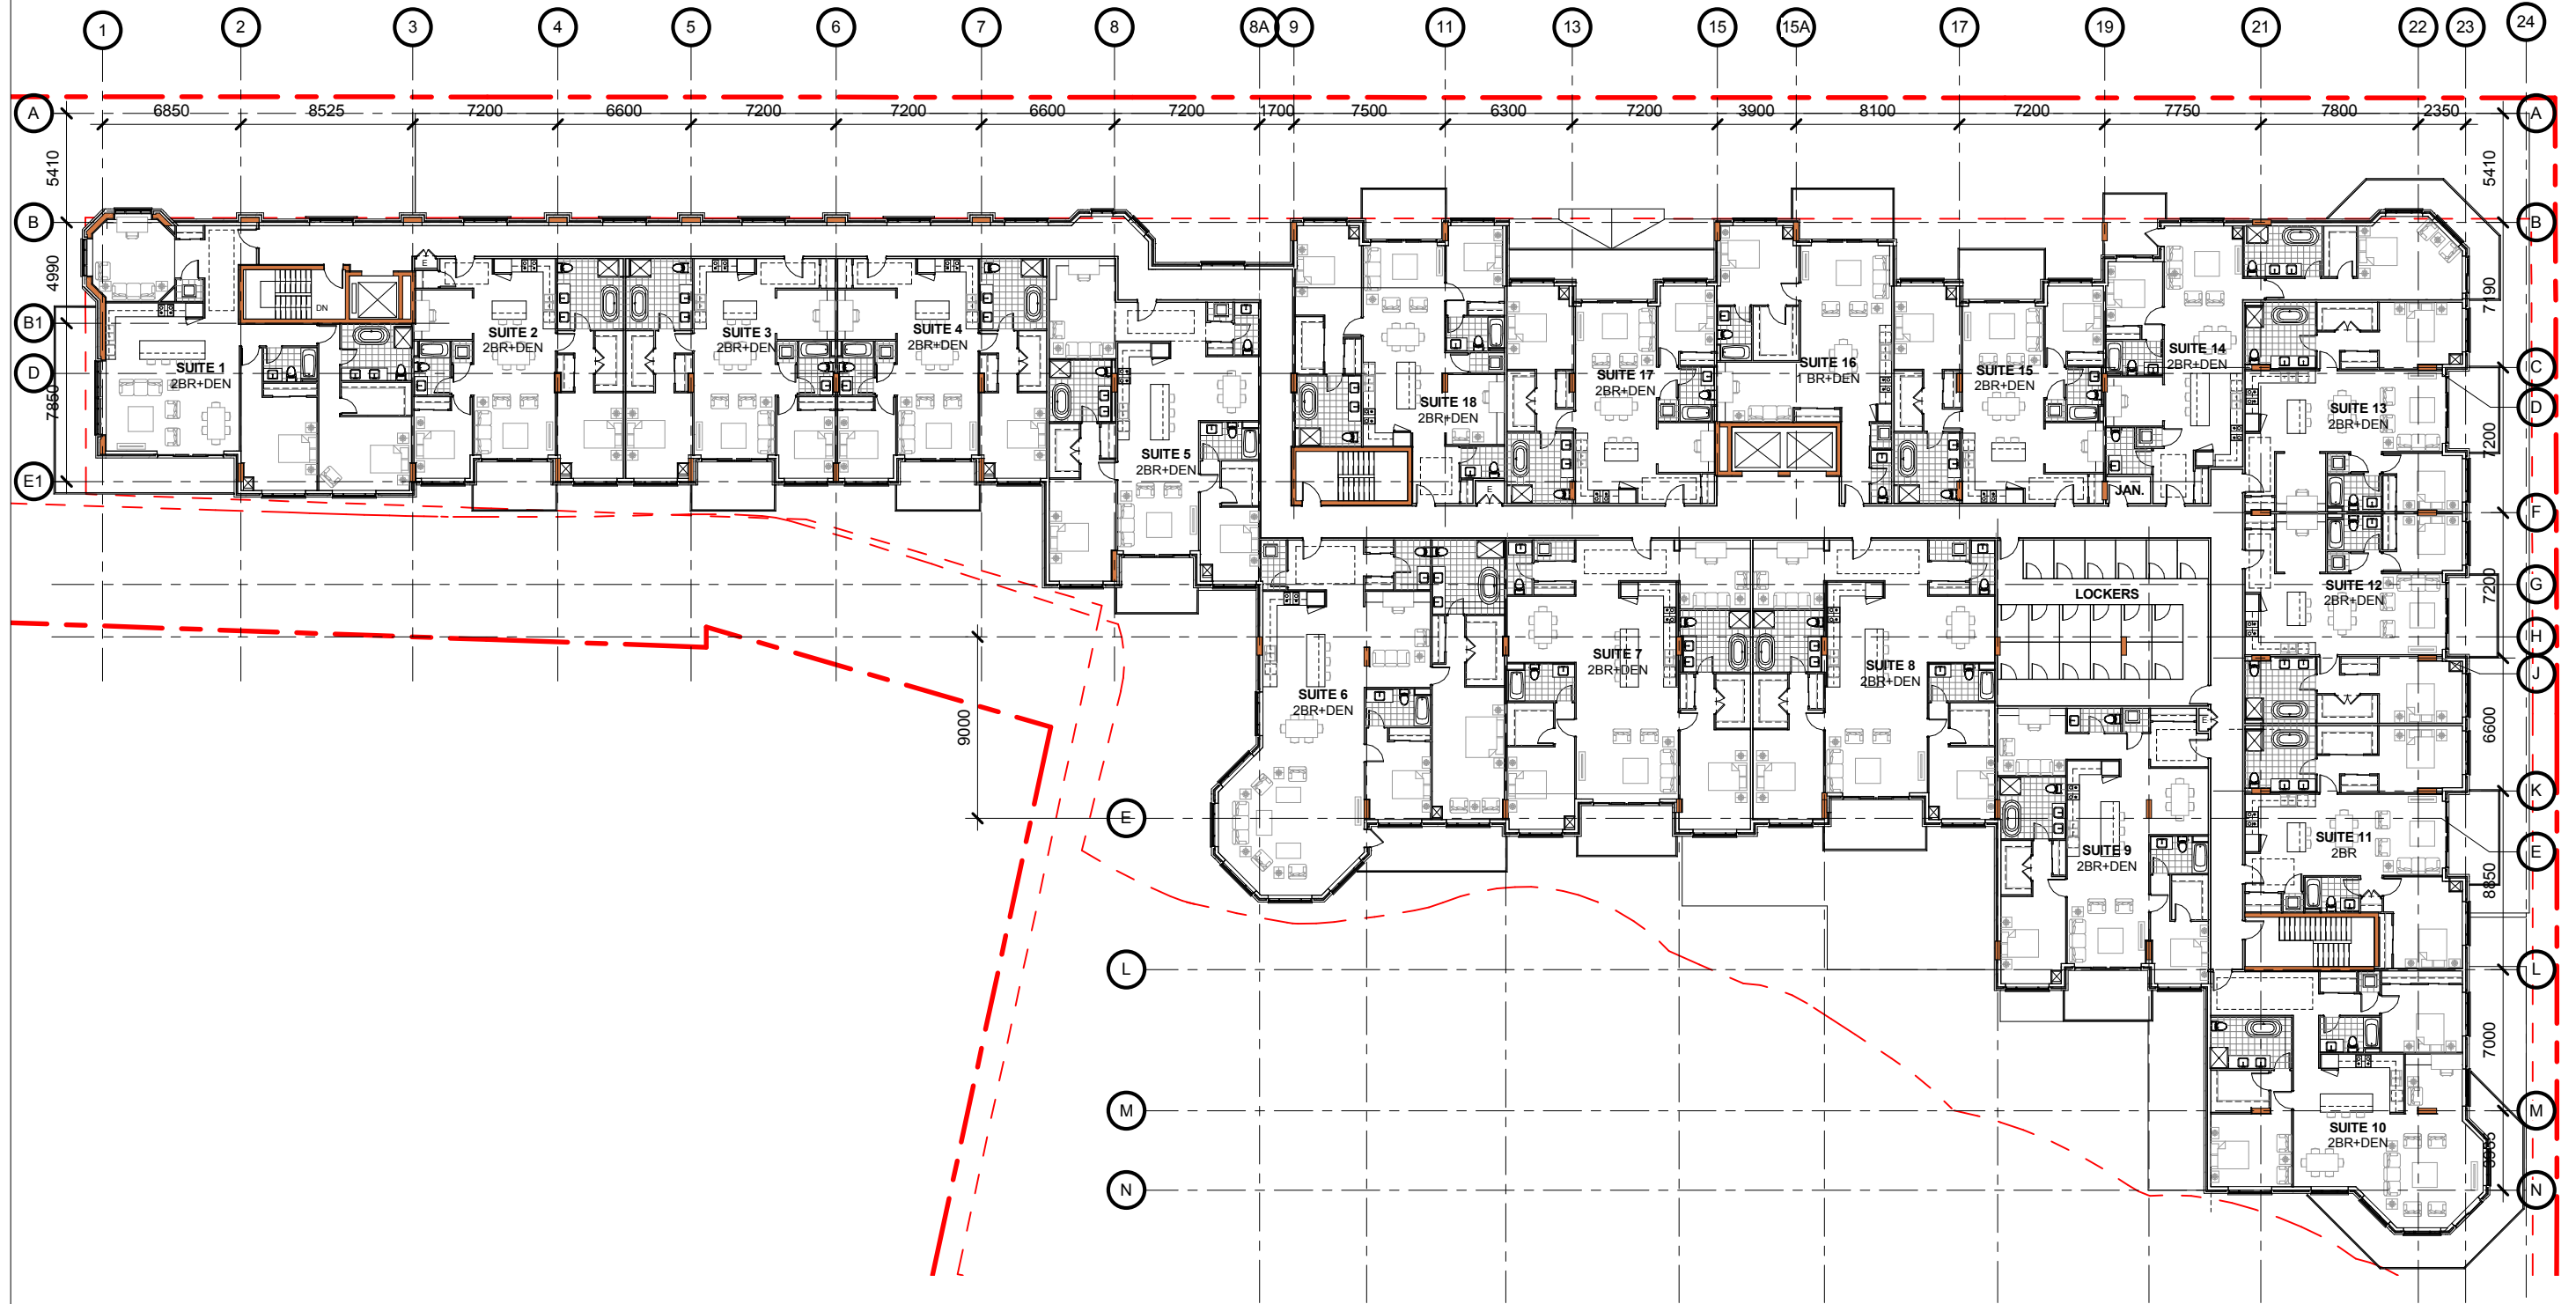 1 2 3 4 5 6 7 8 8A 9 11 13 15 15A 17 19 21 22 23 24
A 6850 8525 7200 6600 7200 7200 6600 7200 1700 7500 6300 7200 3900 8100 7200 7750 7800 2350 A
5410
5410
B
B
4990
7190
E
DN
B1
SUITE 1
2BR+DEN
SUITE 2
2BR+DEN
SUITE 3
2BR+DEN
SUITE 4
2BR+DEN
SUITE 5
2BR+DEN
SUITE 18
2BR+DEN
SUITE 17
2BR+DEN
SUITE 16
1 BR+DEN
SUITE 15
2BR+DEN
SUITE 14
2BR+DEN
SUITE 13
2BR+DEN
C
D
D
7850
7200
E1
E
JAN.
F
G
LOCKERS
SUITE 12
2BR+DEN
7200
H
J
SUITE 6
2BR+DEN
SUITE 7
2BR+DEN
SUITE 8
2BR+DEN
9000
E
6600
K
E
SUITE 9
2BR+DEN
SUITE 11
2BR
E
8850
L
L
7000
M
M
SUITE 10
2BR+DEN
N
N